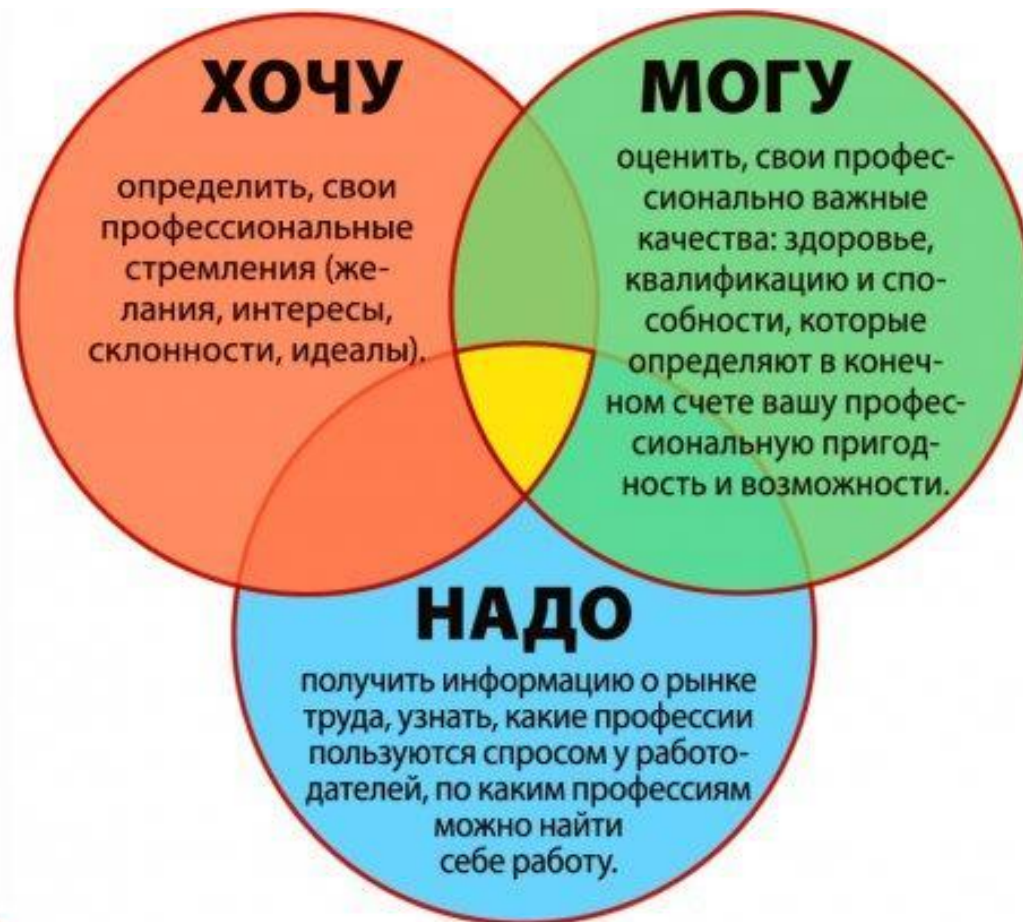 ХОЧУ
определить, свои
профессиональные
стремления (же-
лания, интересы,
склонности, идеалы).
МОГУ
оценить, свои профес-
сионально важные
качества: здоровье,
квалификацию и спо-
собности, которые
определяют в конеч-
ном счете вашу профес-
сиональную пригод-
ность и возможности.
НАДО
получить информацию о рынке
труда, узнать, какие профессии
пользуются спросом у работо-
дателей, по каким профессиям
можно найти
себе работу.